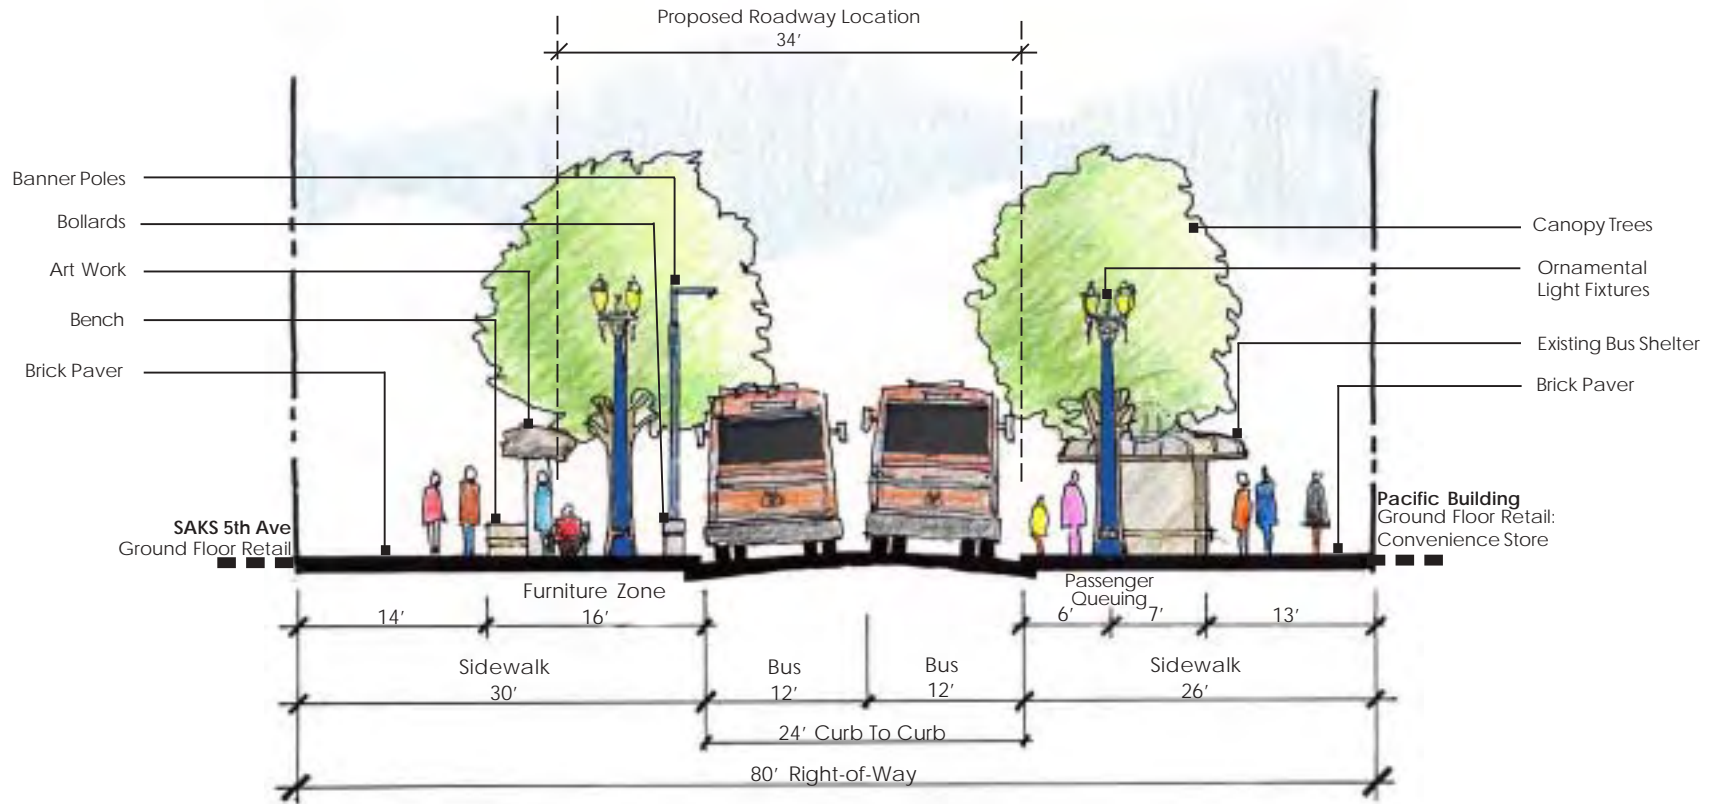 Proposed Roadway Location
34’
Banner Poles
Bollards
Art Work
Bench
Brick Paver
Canopy Trees
Ornamental
Light Fixtures
Existing Bus Shelter
Brick Paver
SAKS 5th Ave
Ground Floor Retail
Pacific Building
Ground Floor Retail:
Convenience Store
Furniture Zone
Passenger
Queuing
14’
16’
6’
7’
13’
Sidewalk
30’
Bus
12’
Bus
12’
Sidewalk
26’
24’ Curb To Curb
80’ Right-of-Way